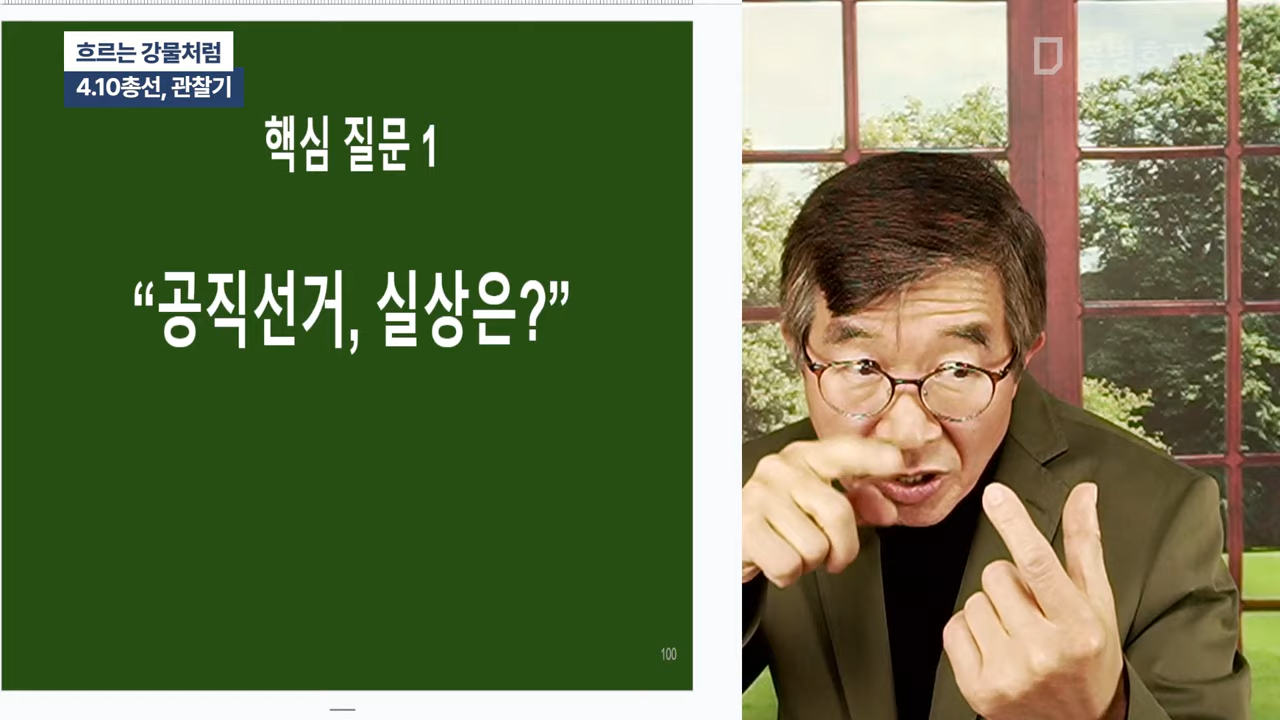 흐르는 강물처럼
4.10총선, 관찰기
핵심 질문 1
“공직선거, 실상은?”
100